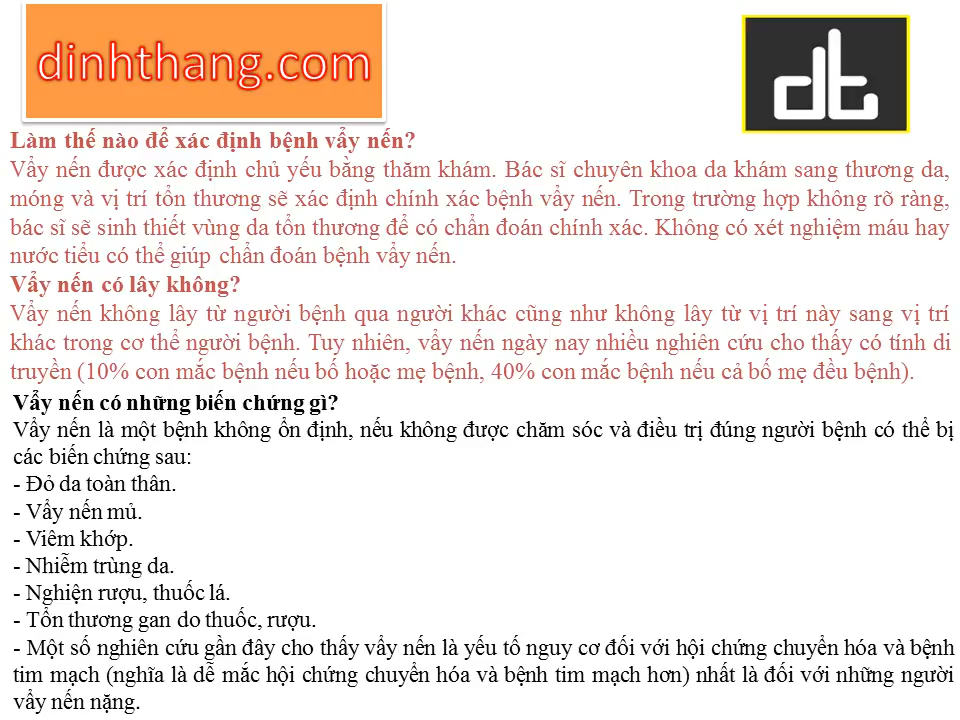 dinhthang.com
dt
Làm thế nào để xác định bệnh vẩy nến?
Vẩy nến được xác định chủ yếu bằng thăm khám. Bác sĩ chuyên khoa da khám sang thương da,
móng và vị trí tổn thương sẽ xác định chính xác bệnh vẩy nến. Trong trường hợp không rõ ràng,
bác sĩ sẽ sinh thiết vùng da tổn thương để có chẩn đoán chính xác. Không có xét nghiệm máu hay
nước tiểu có thể giúp chẩn đoán bệnh vẩy nến.
Vẩy nến có lây không?
Vẩy nến không lây từ người bệnh qua người khác cũng như không lây từ vị trí này sang vị trí
khác trong cơ thể người bệnh. Tuy nhiên, vẩy nến ngày nay nhiều nghiên cứu cho thấy có tính di
truyền (10% con mắc bệnh nếu bố hoặc mẹ bệnh, 40% con mắc bệnh nếu cả bố mẹ đều bệnh).
Vẩy nến có những biến chứng gì?
Vẩy nến là một bệnh không ổn định, nếu không được chăm sóc và điều trị đúng người bệnh có thể bị
các biến chứng sau:
- Đỏ da toàn thân.
- Vẩy nến mủ.
- Viêm khớp.
- Nhiễm trùng da.
- Nghiện rượu, thuốc lá.
- Tổn thương gan do thuốc, rượu.
- Một số nghiên cứu gần đây cho thấy vẩy nến là yếu tố nguy cơ đối với hội chứng chuyển hóa và bệnh
tim mạch (nghĩa là dễ mắc hội chứng chuyển hóa và bệnh tim mạch hơn) nhất là đối với những người
vẩy nến nặng.